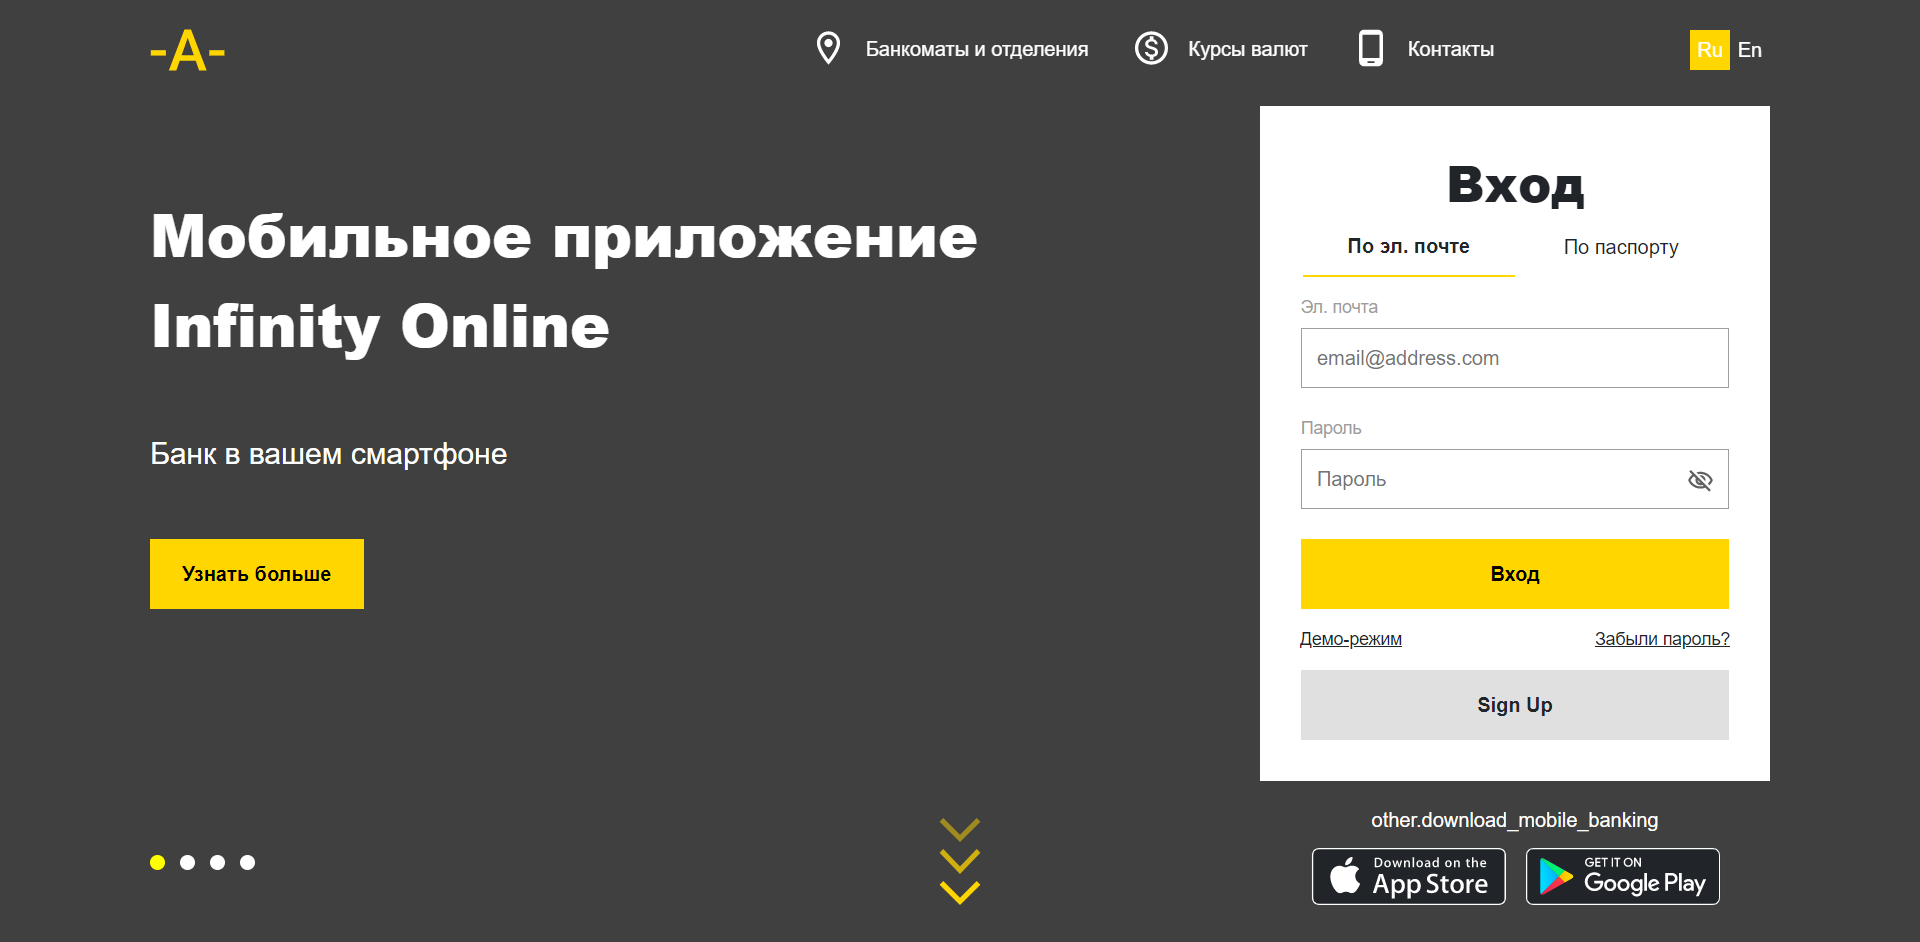 -A-
Банкоматы и отделения
Курсы валют
Контакты
Ru En
Мобильное приложение
Infinity Online
Банк в вашем смартфоне
Узнать больше
Вход
По эл. почте
По паспорту
Эл. почта
email@address.com
Пароль
Пароль
Вход
Демо-режим
Забыли пароль?
Sign Up
other.download_mobile_banking
Download on the
App Store
GET IT ON
Google Play